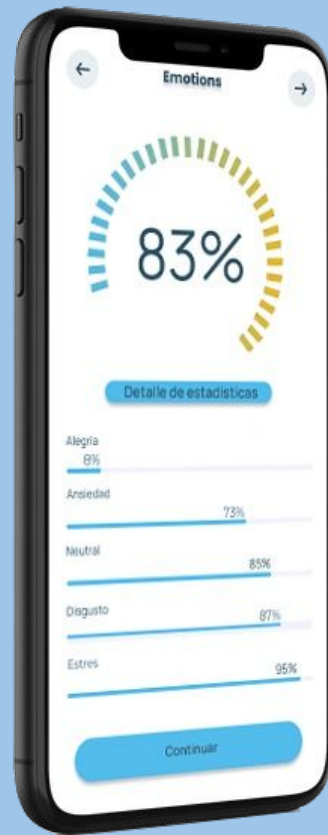 Emotions
83%
Detalle de estadisticas
Alegria
8%
Ansiedad
73%
Neutral
85%
Disgusto
87%
Estres
95%
Continuar